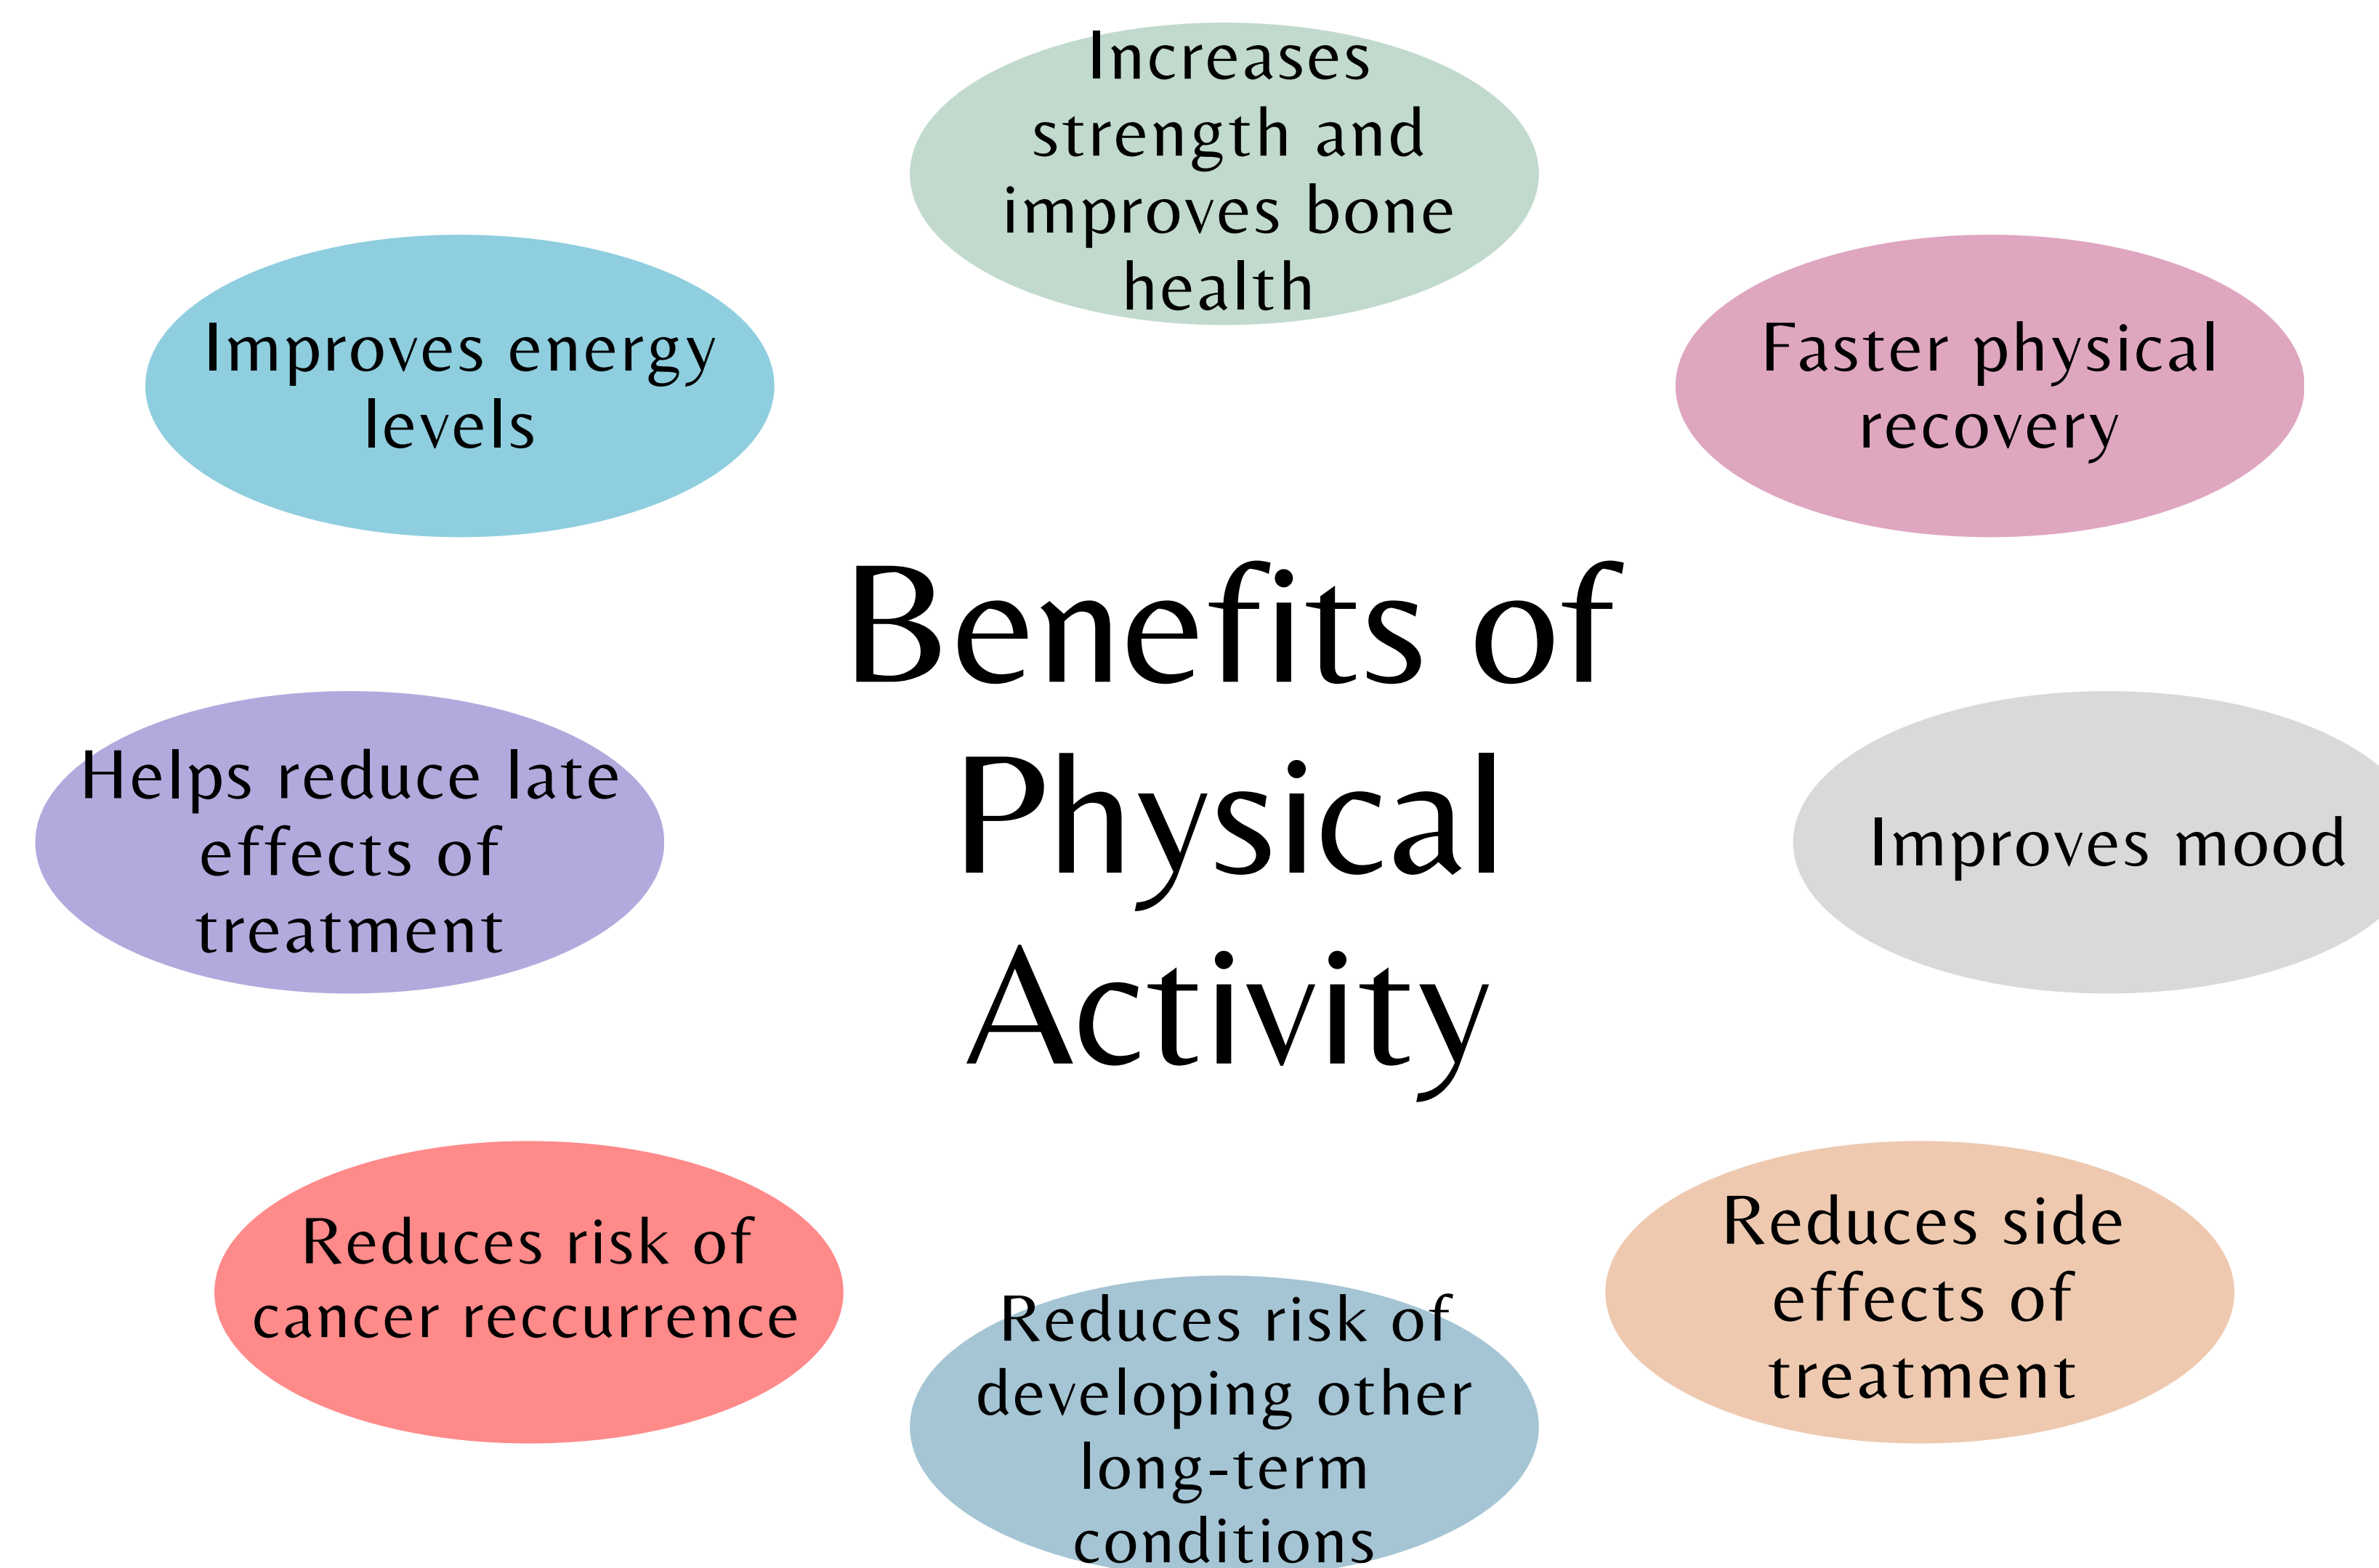 Increases
strength and
improves bone
health
Improves energy
levels
Faster physical
recovery
Benefits of
Physical
Activity
Helps reduce late
effects of
treatment
Improves mood
Reduces risk of
cancer reccurrence
Reduces side
effects of
treatment
Reduces risk of
developing other
long-term
conditions